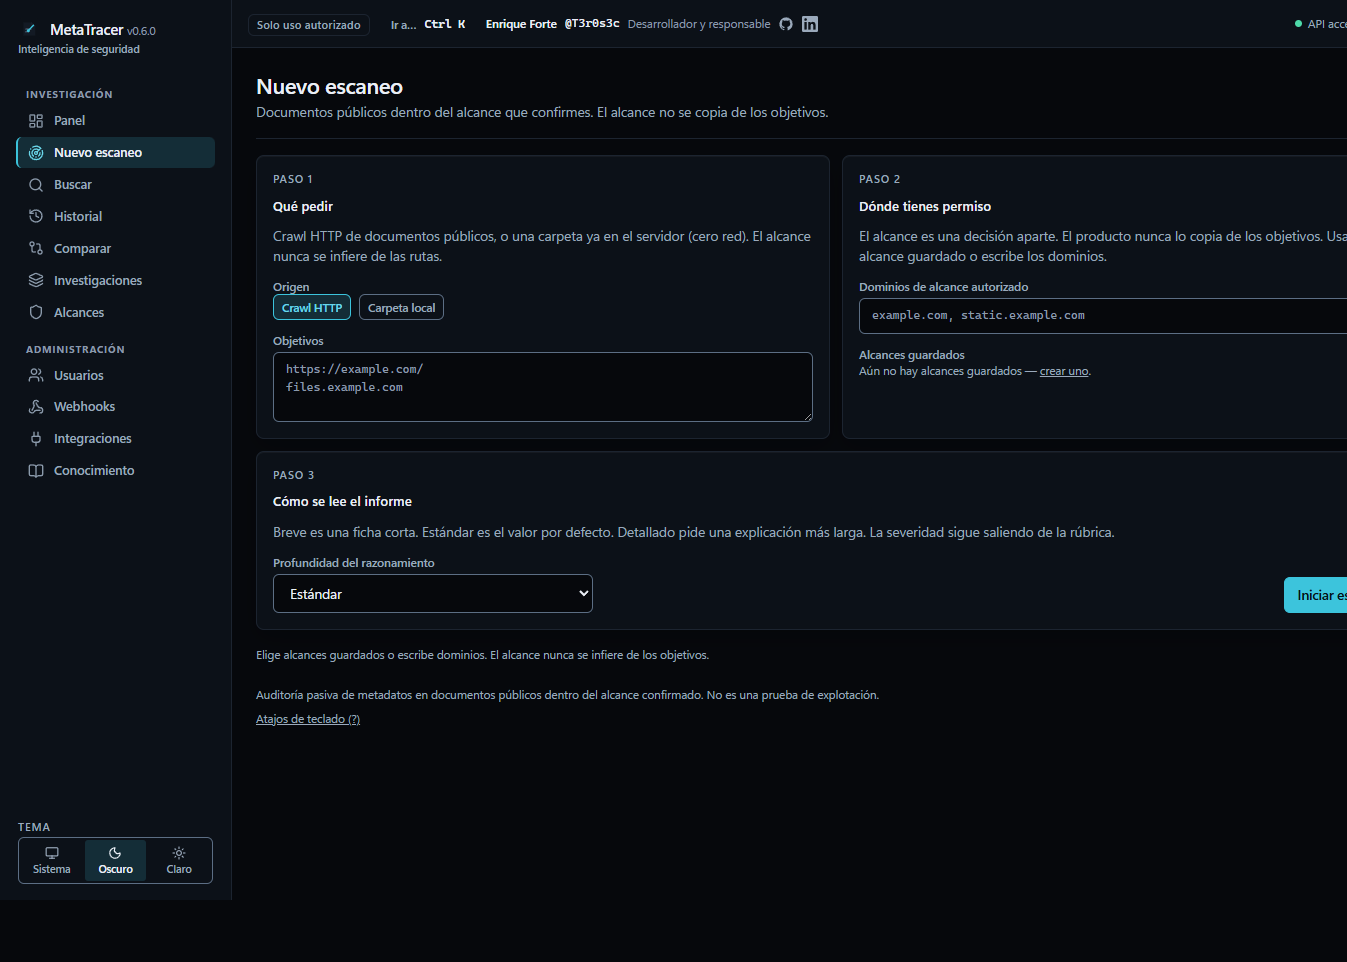 MetaTracer v0.6.0
Inteligencia de seguridad
INVESTIGACIÓN
Panel
Nuevo escaneo
Buscar
Historial
Comparar
Investigaciones
Alcances
ADMINISTRACIÓN
Usuarios
Webhooks
Integraciones
Conocimiento
TEMA
Sistema
Oscuro
Claro
Solo uso autorizado Ir a... Ctrl K Enrique Forte @T3r0s3c Desarrollador y responsable
API acce
Nuevo escaneo
Documentos públicos dentro del alcance que confirmes. El alcance no se copia de los objetivos.
PASO 1
Qué pedir
Crawl HTTP de documentos públicos, o una carpeta ya en el servidor (cero red). El alcance
nunca se infiere de las rutas.
Origen
Crawl HTTP Carpeta local
Objetivos
https://example.com/
files.example.com
PASO 2
Dónde tienes permiso
El alcance es una decisión aparte. El producto nunca lo copia de los objetivos. Usa
alcance guardado o escribe los dominios.
Dominios de alcance autorizado
example.com, static.example.com
Alcances guardados
Aún no hay alcances guardados — crear uno.
PASO 3
Cómo se lee el informe
Breve es una ficha corta. Estándar es el valor por defecto. Detallado pide una explicación más larga. La severidad sigue saliendo de la rúbrica.
Profundidad del razonamiento
Estándar
Iniciar es
Elige alcances guardados o escribe dominios. El alcance nunca se infiere de los objetivos.
Auditoría pasiva de metadatos en documentos públicos dentro del alcance confirmado. No es una prueba de explotación.
Atajos de teclado (?)